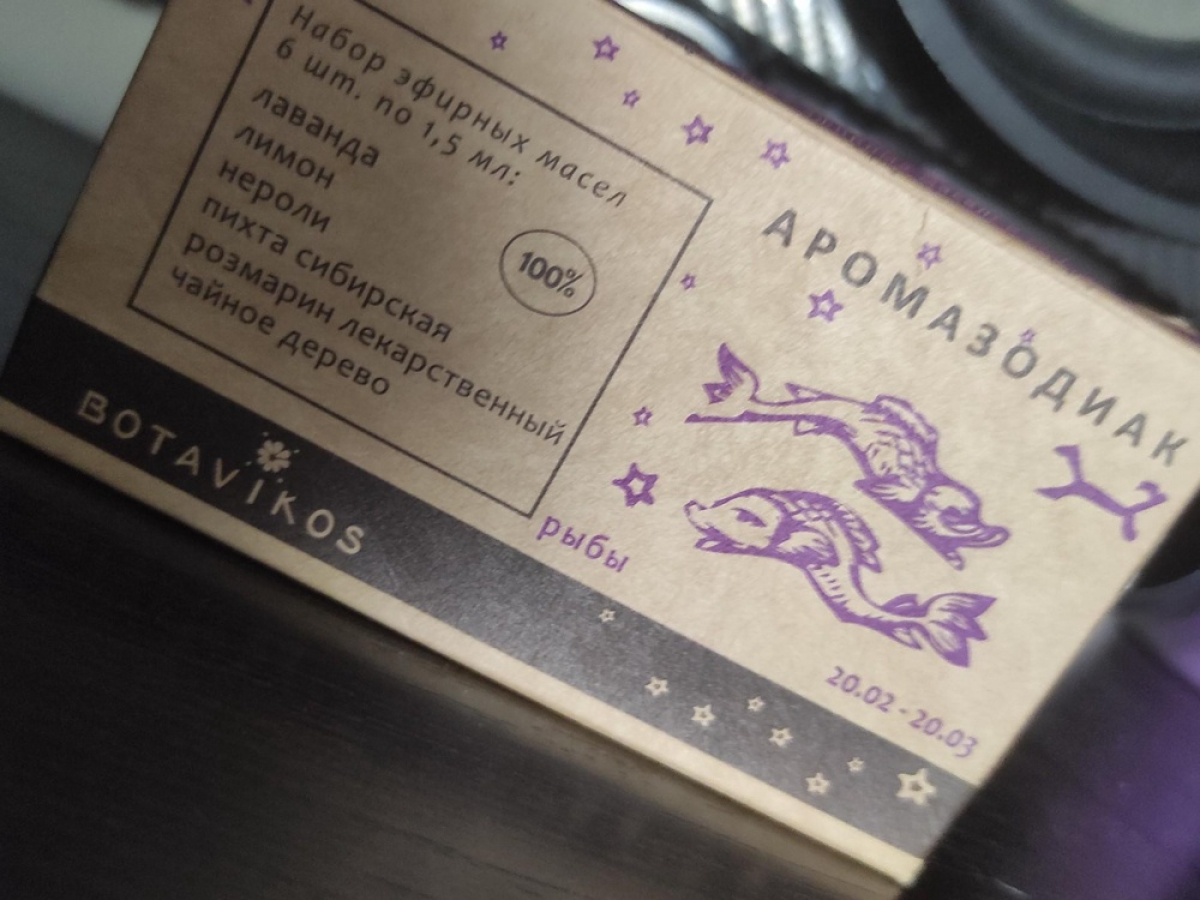 Набор эфирных масел
6 шт. по 1,5 мл:
лаванда
лимон
нероли
пихта сибирская
розмарин лекарственный
чайное дерево
100%
АРОМАЗОДИАК
рыбы
20.02-20.03
BOTAVIKOS